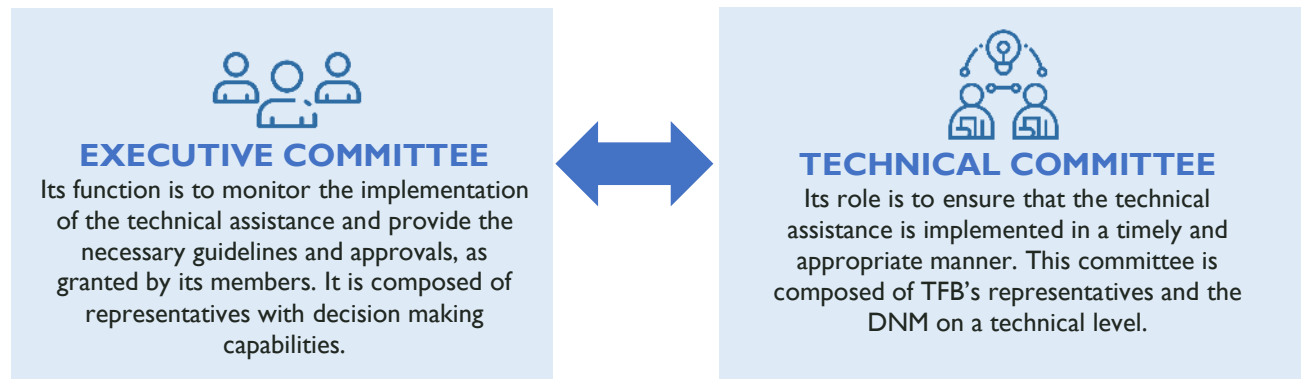 EXECUTIVE COMMITTEE
Its function is to monitor the implementation
of the technical assistance and provide the
necessary guidelines and approvals, as
granted by its members. It is composed of
representatives with decision making
capabilities.
TECHNICAL COMMITTEE
Its role is to ensure that the technical
assistance is implemented in a timely and
appropriate manner. This committee is
composed of TFB’s representatives and the
DNM on a technical level.